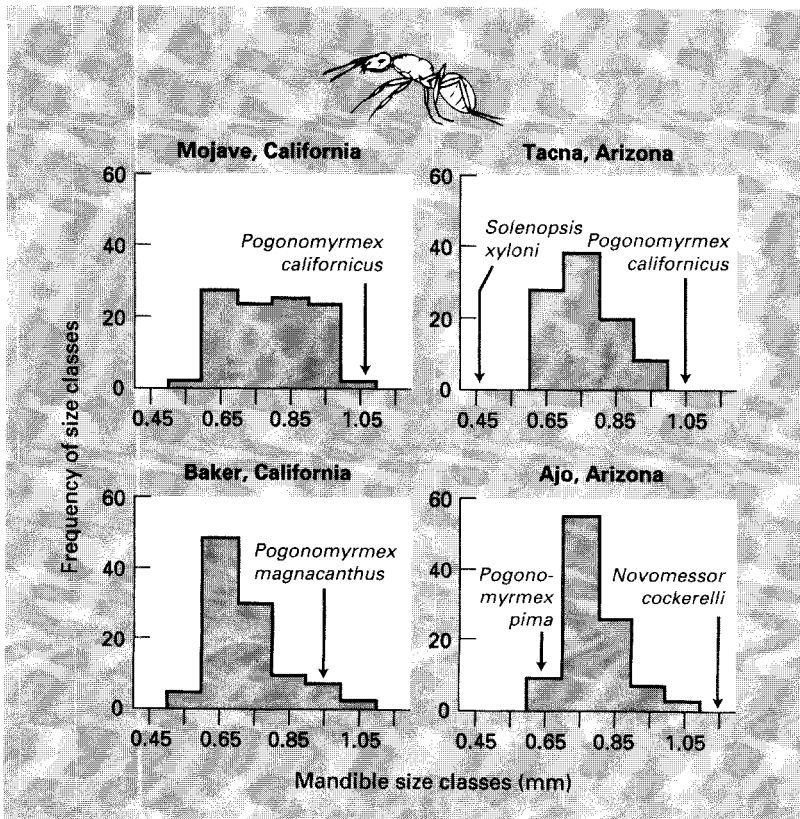 Mojave, California
60
40
20
0
Pogonomyrmex
californicus
0.45 0.65 0.85 1.05
Tacna, Arizona
60
40
20
0
Solenopsis
xyloni
Pogonomyrmex
californicus
0.45 0.65 0.85 1.05
Frequency of size classes
Baker, California
60
40
20
0
Pogonomyrmex
magnacanthus
0.45 0.65 0.85 1.05
Ajo, Arizona
60
40
20
0
Pogono-
myrmex
pima
Novomessor
cockerelli
0.45 0.65 0.85 1.05
Mandible size classes (mm)